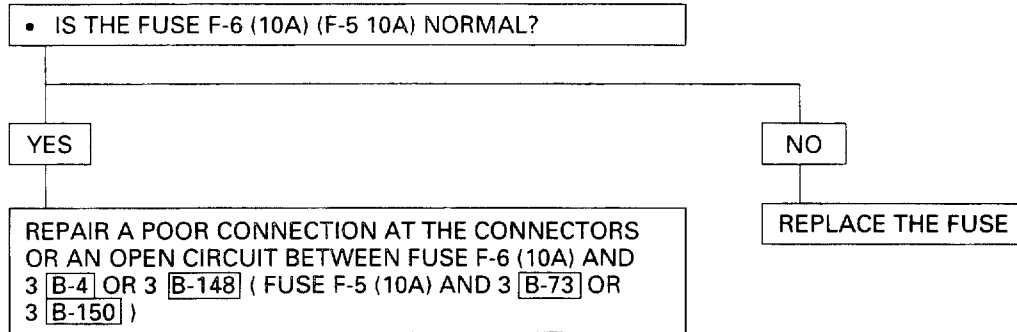 • IS THE FUSE F-6 (10A) (F-5 10A) NORMAL?
YES
NO
REPAIR A POOR CONNECTION AT THE CONNECTORS
OR AN OPEN CIRCUIT BETWEEN FUSE F-6 (10A) AND
3 B-4 OR 3 B-148 ( FUSE F-5 (10A) AND 3 B-73 OR
3 B-150 )
REPLACE THE FUSE